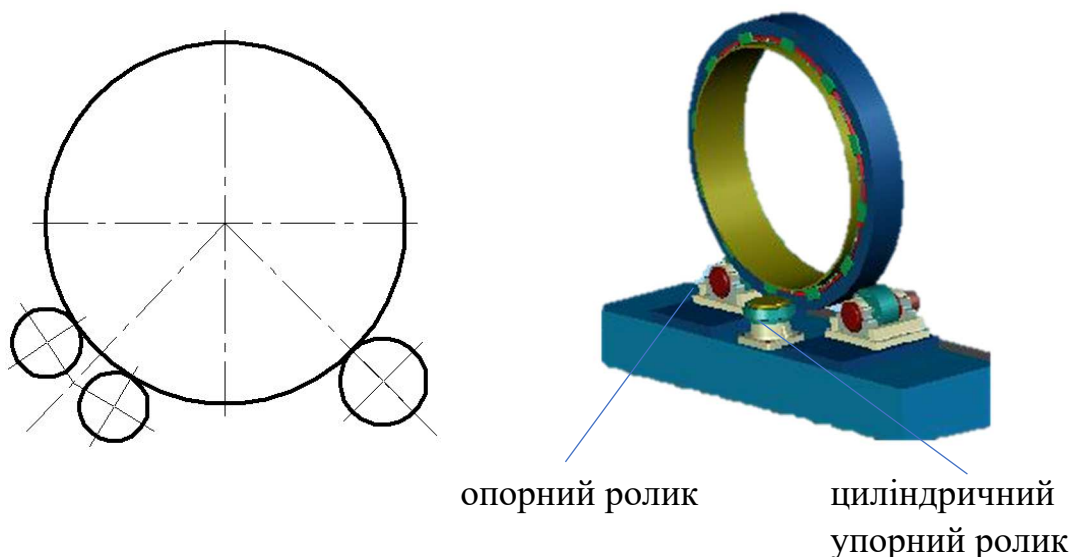 опорний ролик
циліндричний
упорний ролик